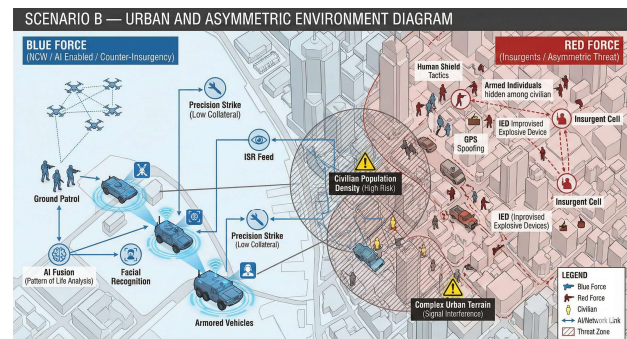 SCENARIO B — URBAN AND ASYMMETRIC ENVIRONMENT DIAGRAM
BLUE FORCE
(NCW / AI Enabled / Counter-Insurgency)
RED FORCE
(Insurgents / Asymmetric Threat)
Precision Strike
(Low Collateral)
ISR Feed
Ground Patrol
Precision Strike
(Low Collateral)
AI Fusion
(Pattern of Life Analysis)
Facial
Recognition
Armored Vehicles
Civilian Population
Density (High Risk)
Complex Urban Terrain
(Signal Interference)
Human Shield
Tactics
Armed Individuals
hidden among civilian
IED Improvised
Explosive Device
Insurgent Cell
GPS
Spoofing
Insurgent Cell
IED (Improvised
Explosive Devices)
LEGEND
Blue Force
Red Force
Civilian
AI/Network Link
Threat Zone